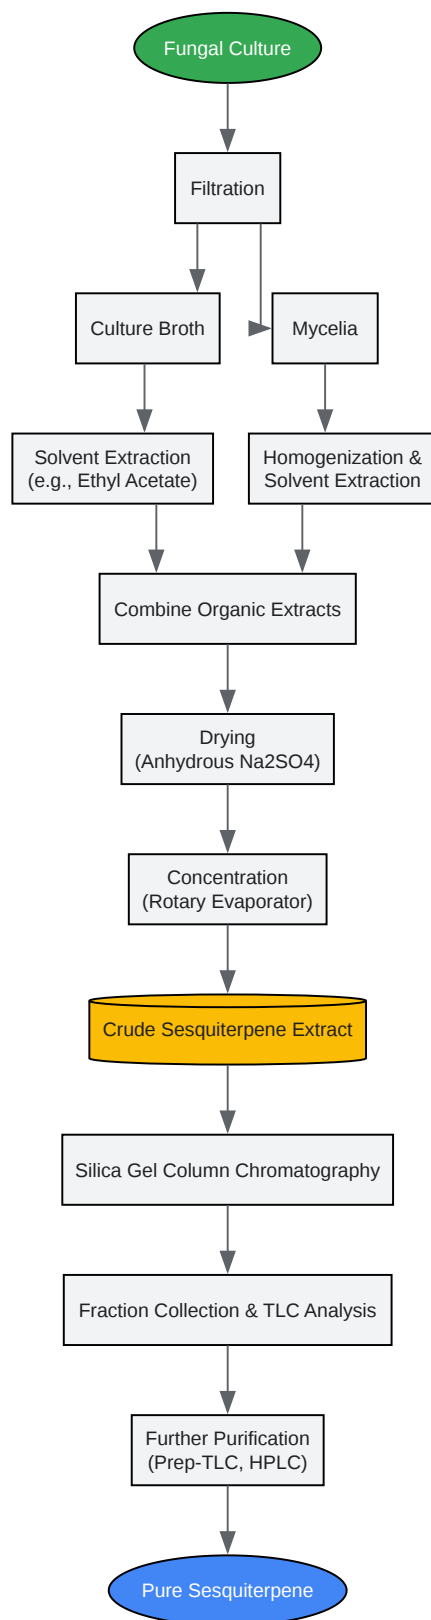 Fungal Culture
Filtration
Culture Broth
Mycelia
Solvent Extraction
(e.g., Ethyl Acetate)
Homogenization &
Solvent Extraction
Combine Organic Extracts
Drying
(Anhydrous Na2SO4)
Concentration
(Rotary Evaporator)
Crude Sesquiterpene Extract
Silica Gel Column Chromatography
Fraction Collection & TLC Analysis
Further Purification
(Prep-TLC, HPLC)
Pure Sesquiterpene